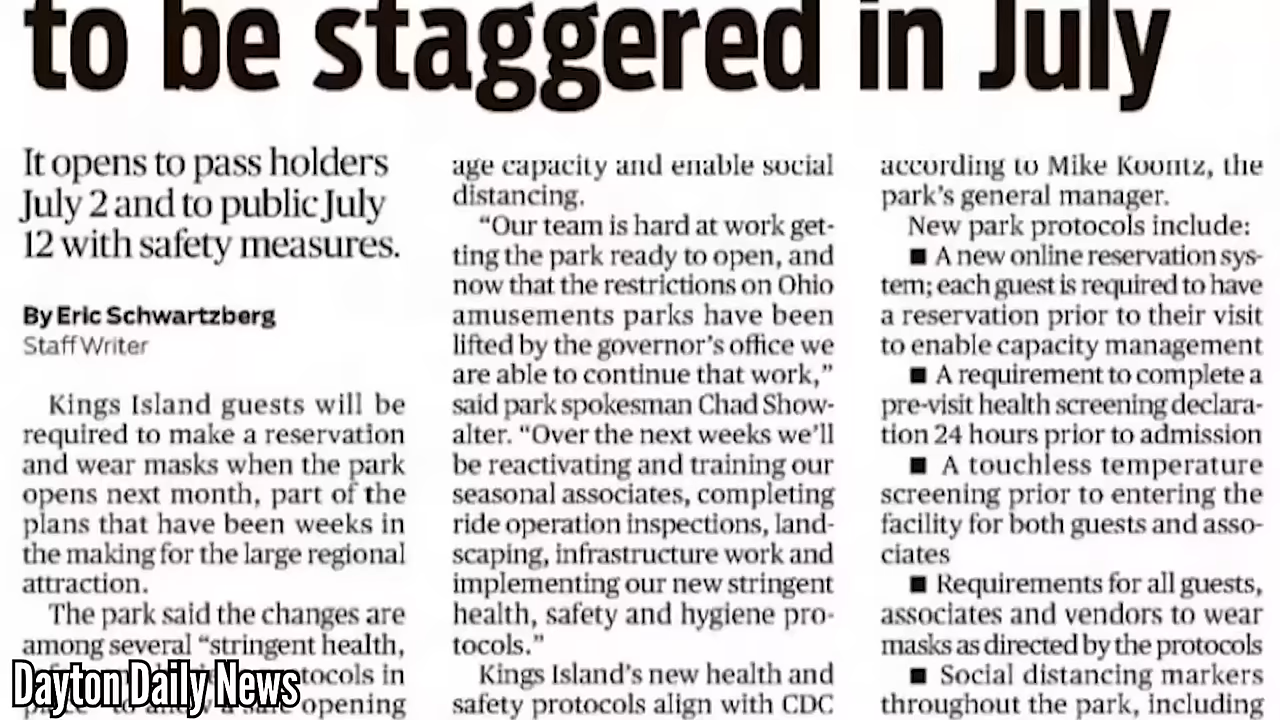 to be staggered in July
It opens to pass holders
July 2 and to public July
12 with safety measures.
By Eric Schwartzberg
Staff Writer
Kings Island guests will be
required to make a reservation
and wear masks when the park
opens next month, part of the
plans that have been weeks in
the making for the large regional
attraction.
The park said the changes are
among several “stringent health,
tocols in
opening
age capacity and enable social
distancing.
“Our team is hard at work get-
ting the park ready to open, and
now that the restrictions on Ohio
amusements parks have been
lifted by the governor’s office we
are able to continue that work,”
said park spokesman Chad Show-
alter. “Over the next weeks we’ll
be reactivating and training our
seasonal associates, completing
ride operation inspections, land-
scaping, infrastructure work and
implementing our new stringent
health, safety and hygiene pro-
tocols.”
Kings Island’s new health and
safety protocols align with CDC
according to Mike Koontz, the
park’s general manager.
New park protocols include:
■ A new online reservation sys-
tem; each guest is required to have
a reservation prior to their visit
to enable capacity management
■ A requirement to complete a
pre-visit health screening declara-
tion 24 hours prior to admission
■ A touchless temperature
screening prior to entering the
facility for both guests and asso-
ciates
■ Requirements for all guests,
associates and vendors to wear
masks as directed by the protocols
■ Social distancing markers
throughout the park, including
Dayton Daily News